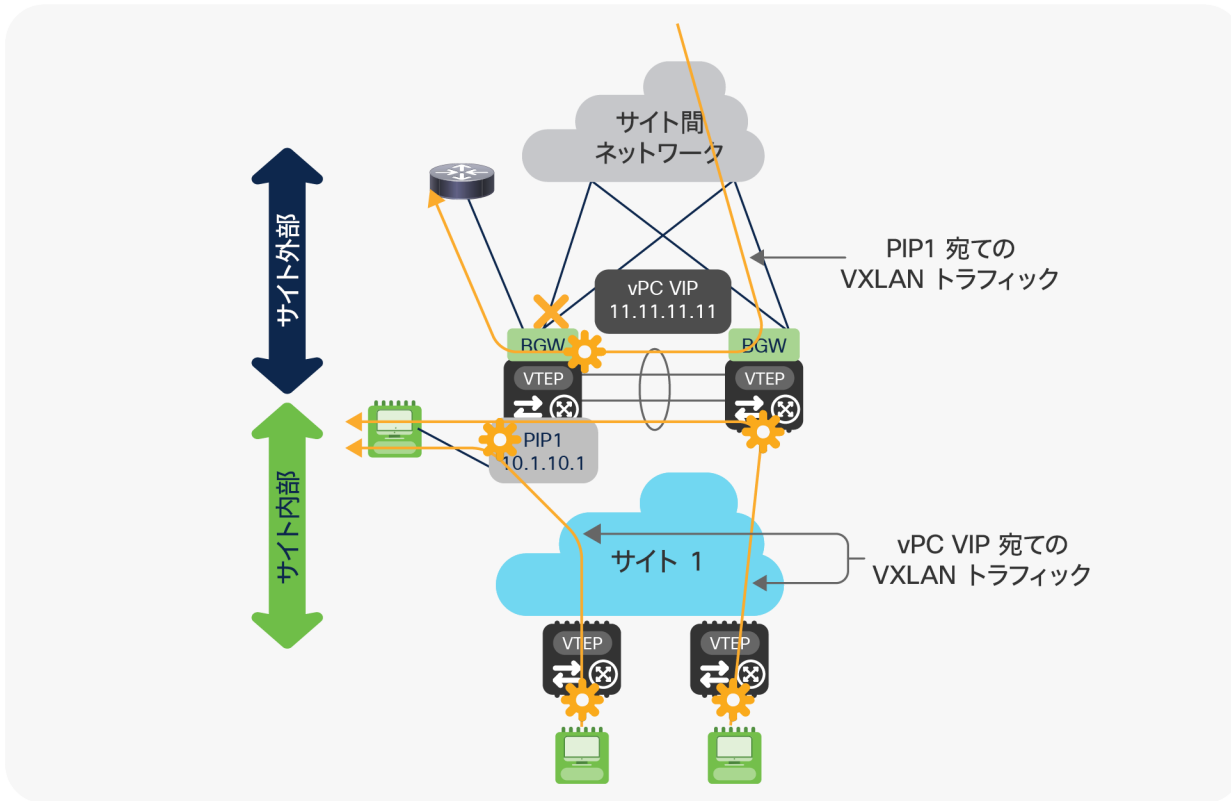 サイト間
ネットワーク
サイト外部
PIP1 宛ての
VXLAN トラフィック
vPC VIP
11.11.11.11
BGW
BGW
VTEP
VTEP
PIP1
10.1.10.1
サイト内部
サイト 1
vPC VIP 宛ての
VXLAN トラフィック
VTEP
VTEP